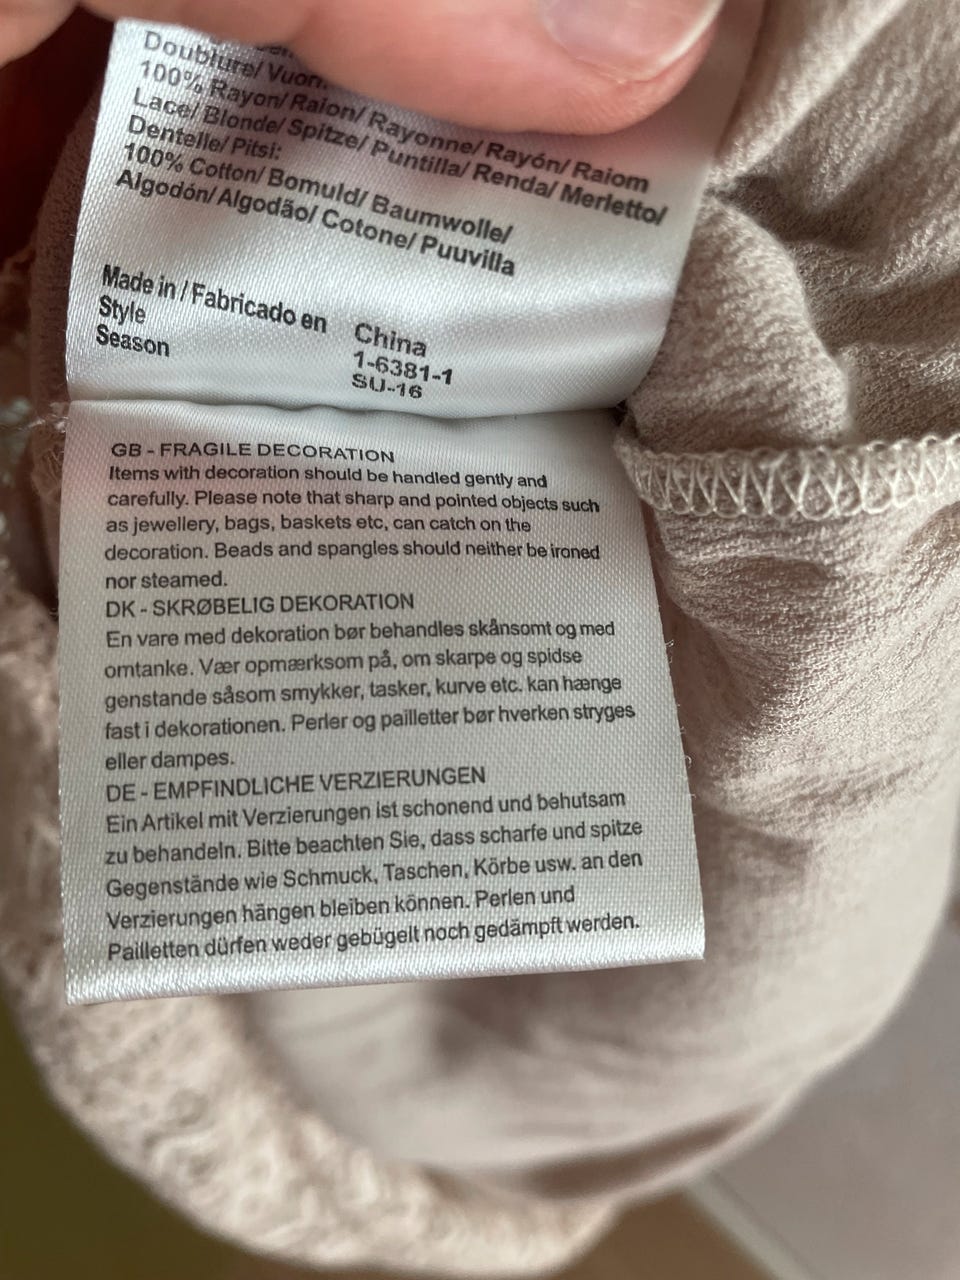 Doublure/ Vuori:
100% Rayon/ Raion/ Rayonne/ Rayón/ Raiom
Lace/ Blonde/ Spitze/ Puntilla/ Renda/ Merletto/
Dentelle/ Pitsi:
100% Cotton/ Bomuld/ Baumwolle/
Algodón/ Algodão/ Cotone/ Puuvilla
Made in / Fabricado en China
Style 1-6381-1
Season SU-16
GB - FRAGILE DECORATION
Items with decoration should be handled gently and
carefully. Please note that sharp and pointed objects such
as jewellery, bags, baskets etc, can catch on the
decoration. Beads and spangles should neither be ironed
nor steamed.
DK - SKRØBELIG DEKORATION
En vare med dekoration bør behandles skånsomt og med
omtanke. Vær opmærksom på, om skarpe og spidse
genstande såsom smykker, tasker, kurve etc. kan hænge
fast i dekorationen. Perler og pailletter bør hverken stryges
eller dampes.
DE - EMPFINDLICHE VERZIERUNGEN
Ein Artikel mit Verzierungen ist schonend und behutsam
zu behandeln. Bitte beachten Sie, dass scharfe und spitze
Gegenstände wie Schmuck, Taschen, Körbe usw. an den
Verzierungen hängen bleiben können. Perlen und
Pailletten dürfen weder gebügelt noch gedämpft werden.